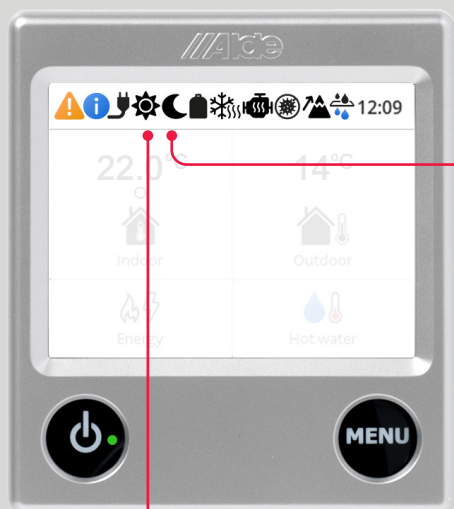 Alde
12:09
22.0°C
14°C
Indoor
Outdoor
Energy
Hot water
MENU